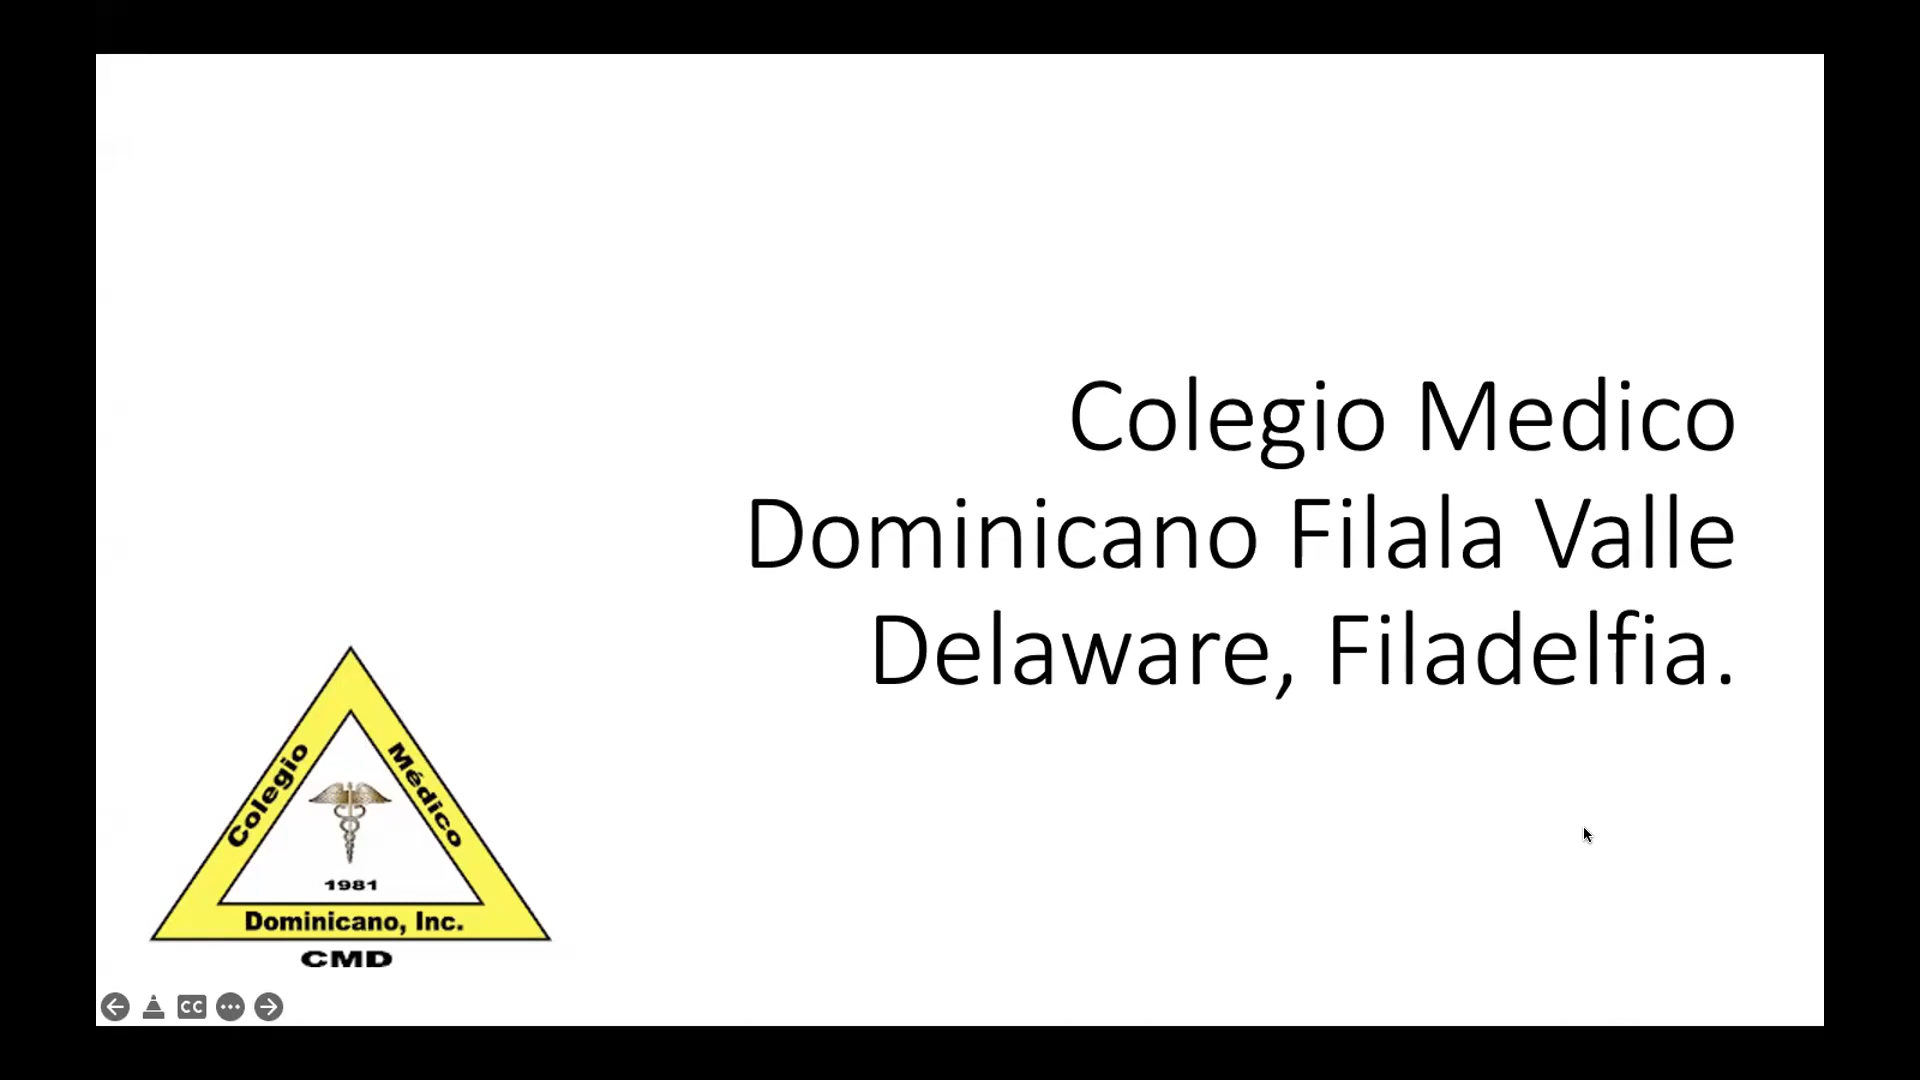 Colegio Medico
Dominicano Filala Valle
Delaware, Filadelfia.
Colegio
Médico
1981
Dominicano, Inc.
CMD
CC